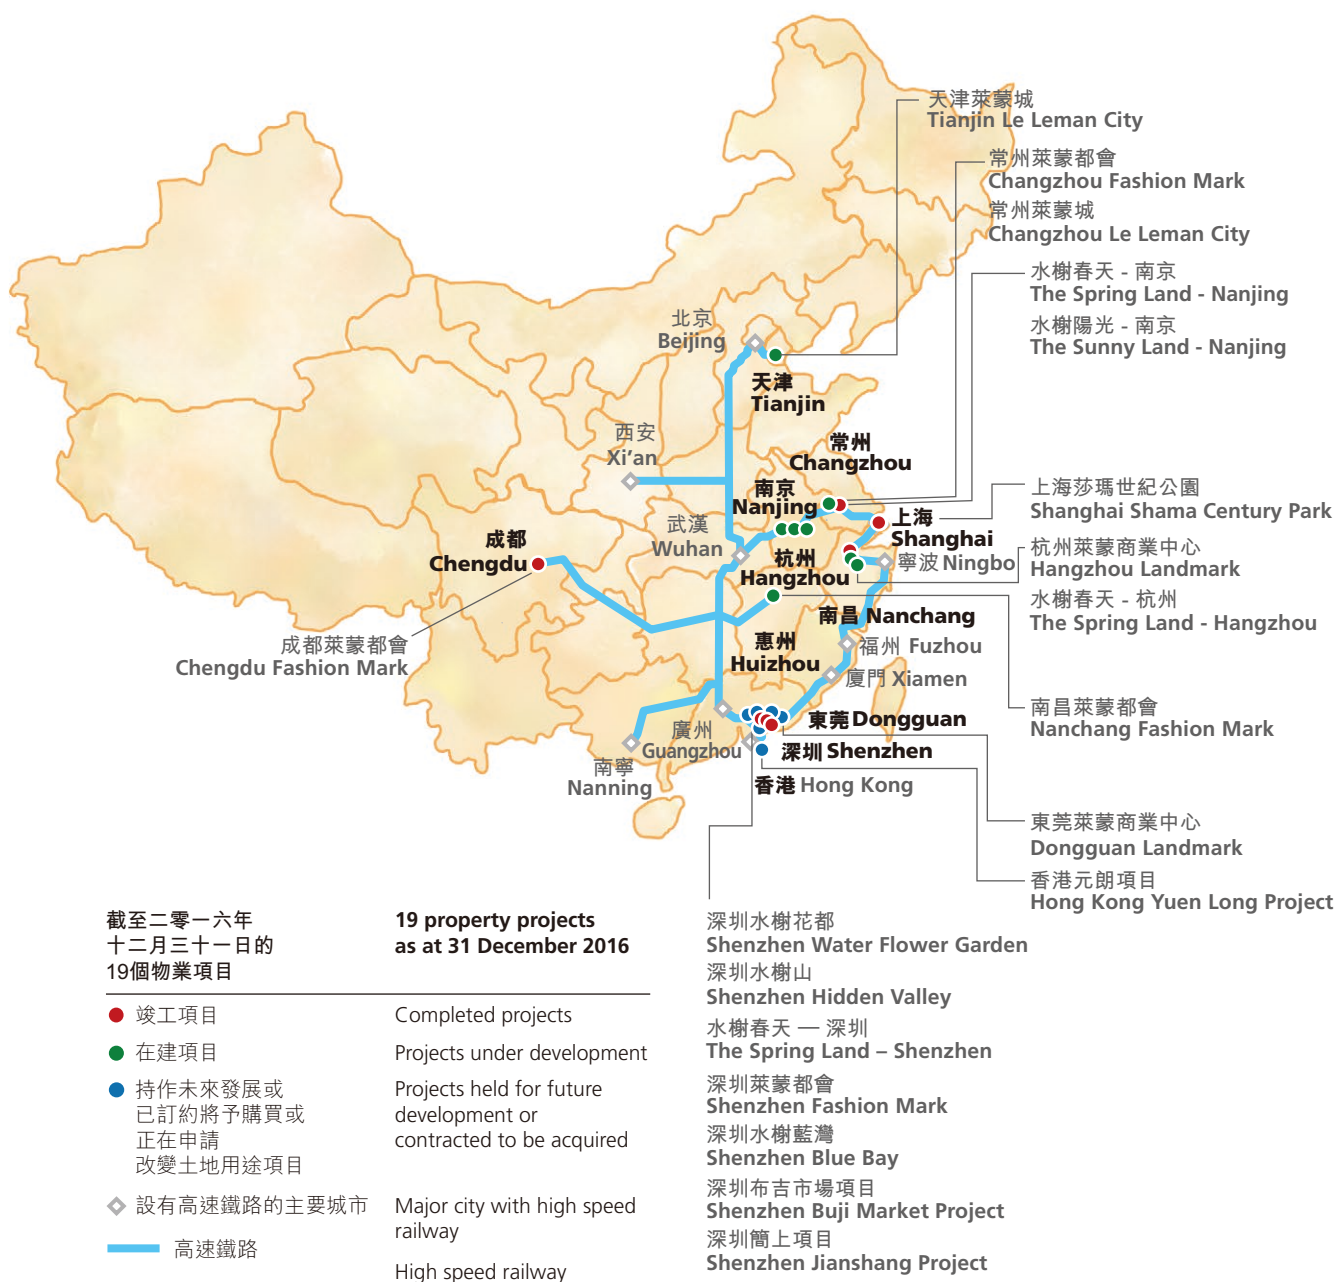 天津萊蒙城
Tianjin Le Leman City
常州萊蒙都會
Changzhou Fashion Mark
常州萊蒙城
Changzhou Le Leman City
水榭春天 - 南京
The Spring Land - Nanjing
水榭陽光 - 南京
The Sunny Land - Nanjing
北京
Beijing
天津
Tianjin
西安
Xi'an
常州
Changzhou
南京
Nanjing
武漢
Wuhan
上海
Shanghai
上海莎瑪世紀公園
Shanghai Shama Century Park
成都
Chengdu
杭州
Hangzhou
寧波 Ningbo
杭州萊蒙商業中心
Hangzhou Landmark
水榭春天 - 杭州
The Spring Land - Hangzhou
南昌 Nanchang
成都萊蒙都會
Chengdu Fashion Mark
惠州
Huizhou
福州 Fuzhou
廈門 Xiamen
南昌萊蒙都會
Nanchang Fashion Mark
廣州
Guangzhou
東莞 Dongguan
深圳 Shenzhen
南寧
Nanning
香港 Hong Kong
東莞萊蒙商業中心
Dongguan Landmark
香港元朗項目
Hong Kong Yuen Long Project
截至二零一六年
十二月三十一日的
19個物業項目
19 property projects
as at 31 December 2016
竣工項目
Completed projects
在建項目
Projects under development
持作未來發展或
已訂約將予購買或
正在申請
改變土地用途項目
Projects held for future
development or
contracted to be acquired
設有高速鐵路的主要城市
Major city with high speed
railway
高速鐵路
High speed railway
深圳水榭花都
Shenzhen Water Flower Garden
深圳水榭山
Shenzhen Hidden Valley
水榭春天 — 深圳
The Spring Land – Shenzhen
深圳萊蒙都會
Shenzhen Fashion Mark
深圳水榭藍灣
Shenzhen Blue Bay
深圳布吉市場項目
Shenzhen Buji Market Project
深圳簡上項目
Shenzhen Jianshang Project